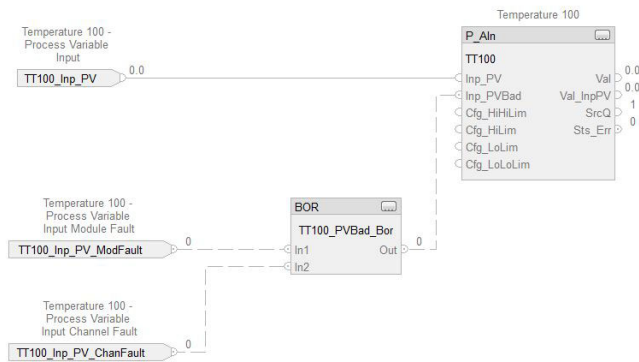 Temperature 100
Temperature 100 -
Process Variable
Input
TT100_Inp_PV
0.0
P_AIn
...
TT100
Inp_PV
Val
0.0
Inp_PVBad
Val_InpPV
0.0
Cfg_HiHiLim
SrcQ
1
Cfg_HiLim
Sts_Err
0
Cfg_LoLim
Cfg_LoLoLim
Temperature 100 -
Process Variable
Input Module Fault
TT100_Inp_PV_ModFault
0
BOR
...
TT100_PVBad_Bor
In1
Out
0
In2
Temperature 100 -
Process Variable
Input Channel Fault
TT100_Inp_PV_ChanFault
0